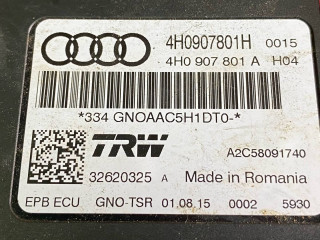 4H0907801H 0015
4H0 907 801 A H04
*334 GNOAAC5H1DT0-*
TRW A2C58091740
32620325 A Made in Romania
EPB ECU GNO-TSR 01.08.15 0002 5930